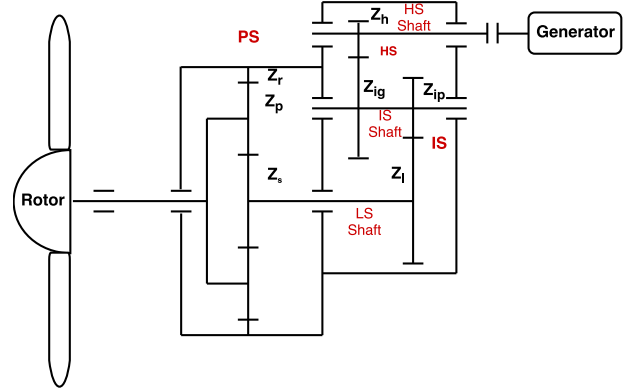 Z_h
HS
Shaft
Generator
PS
HS
Z_r
Z_p
Z_ig
Z_ip
IS
Shaft
IS
Z_s
Z_l
Rotor
LS
Shaft